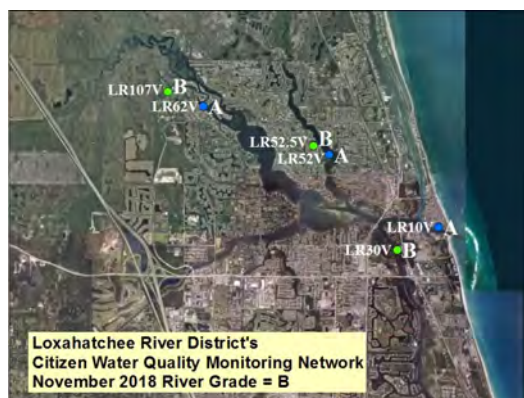 LR107V B
LR62V A
LR52.5V B
LR52V A
LR10V A
LR30V B
Loxahatchee River District's
Citizen Water Quality Monitoring Network
November 2018 River Grade = B